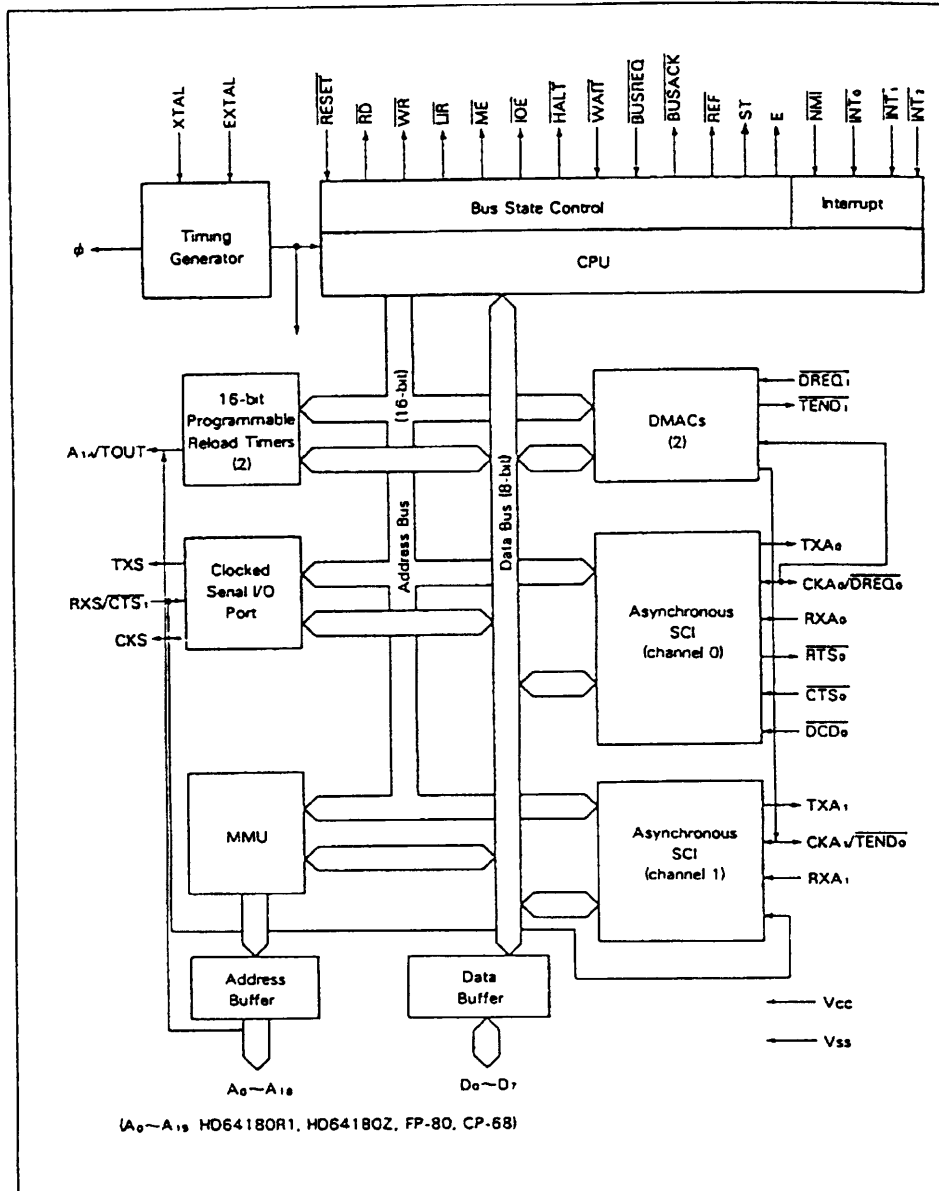 XTAL
EXTAL
RESET
RD
WR
LIR
ME
IOE
HALT
WAIT
BUSREQ
BUSACK
REF
ST
E
NMI
INT₀
INT₁
INT₂
Timing
Generator
ϕ
Bus State Control
Interrupt
CPU
16-bit
Programmable
Reload Timers
(2)
A₁₈/TOUT
(16-bit)
Address Bus
Data Bus (8-bit)
DMACs
(2)
DREQ₁
TEND₁
Clocked
Serial I/O
Port
TXS
RXS/CTS₁
CKS
Asynchronous
SCI
(channel 0)
TXA₀
CKA₀/DREQ₀
RXA₀
RTS₀
CTS₀
DCD₀
MMU
Asynchronous
SCI
(channel 1)
TXA₁
CKA₁/TEND₀
RXA₁
Address
Buffer
Data
Buffer
Vcc
Vss
A₀~A₁₈
D₀~D₇
(A₀~A₁₉ HD64180R1, HD64180Z, FP-80, CP-68)